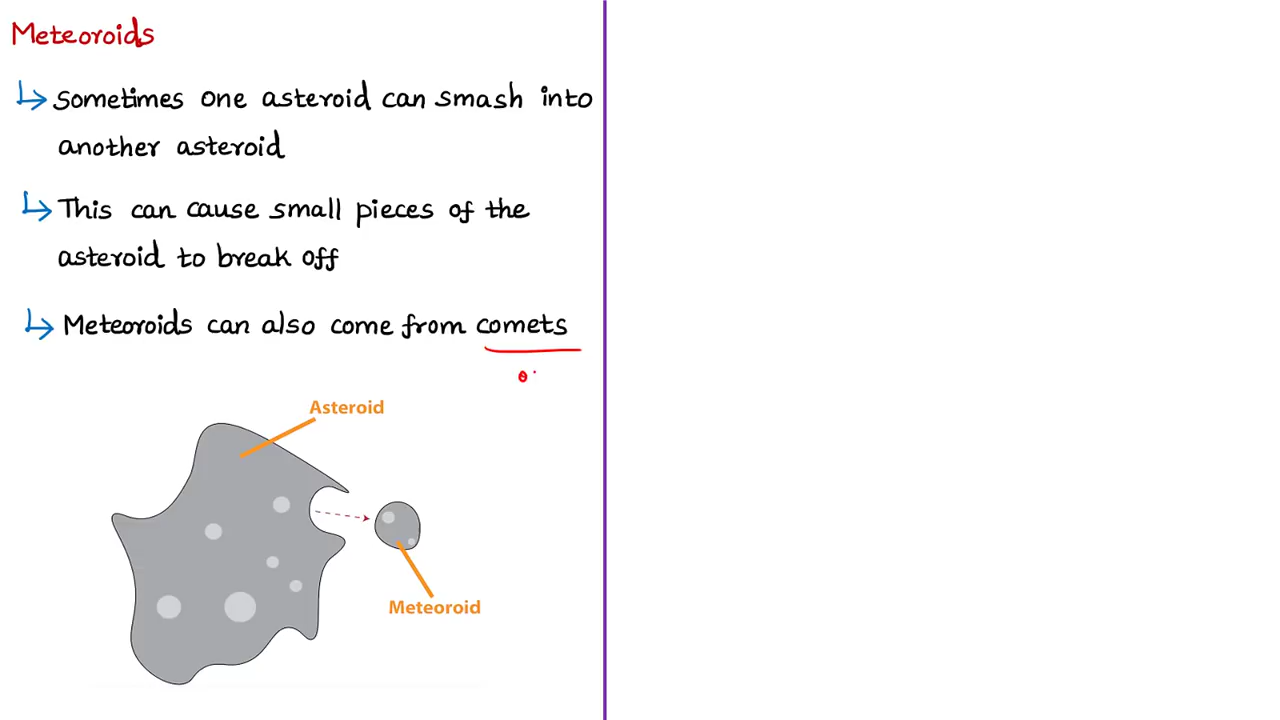 Meteoroids
Sometimes one asteroid can smash into
another asteroid
This can cause small pieces of the
asteroid to break off
Meteoroids can also come from comets
Asteroid
Meteoroid